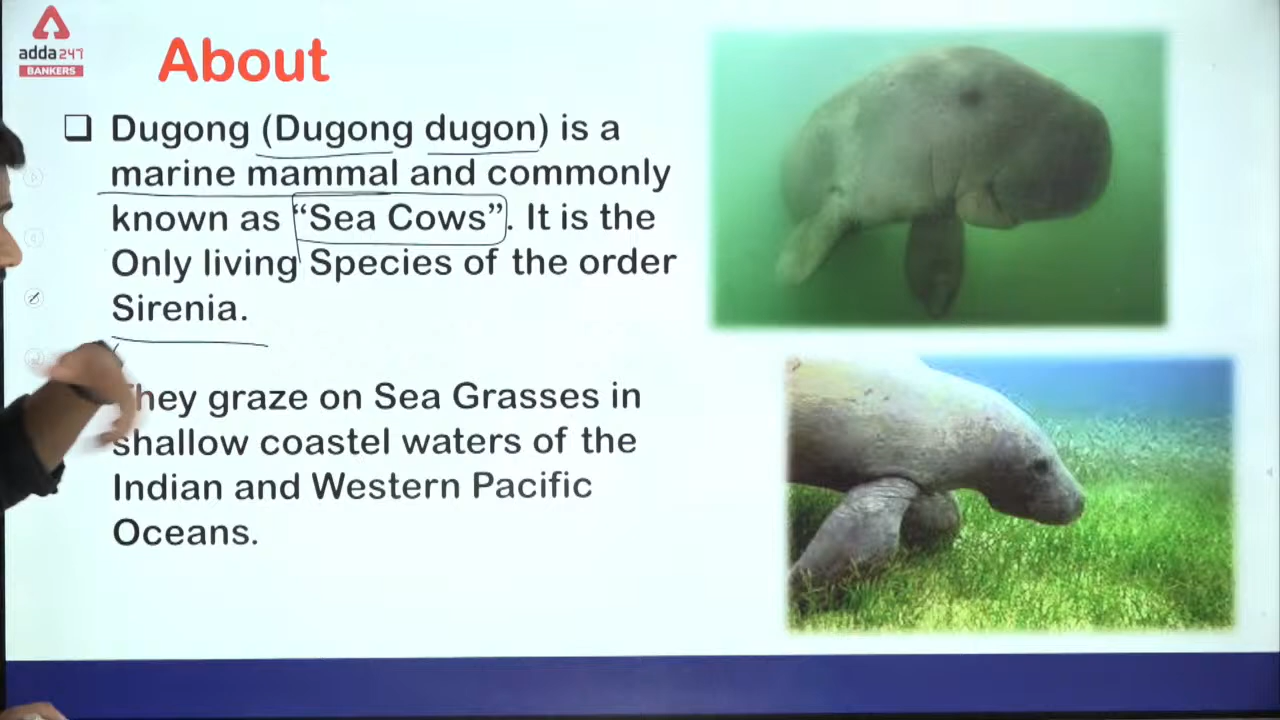 adda247
BANKERS
About
Dugong (Dugong dugon) is a
marine mammal and commonly
known as “Sea Cows”. It is the
Only living Species of the order
Sirenia.
They graze on Sea Grasses in
shallow coastel waters of the
Indian and Western Pacific
Oceans.